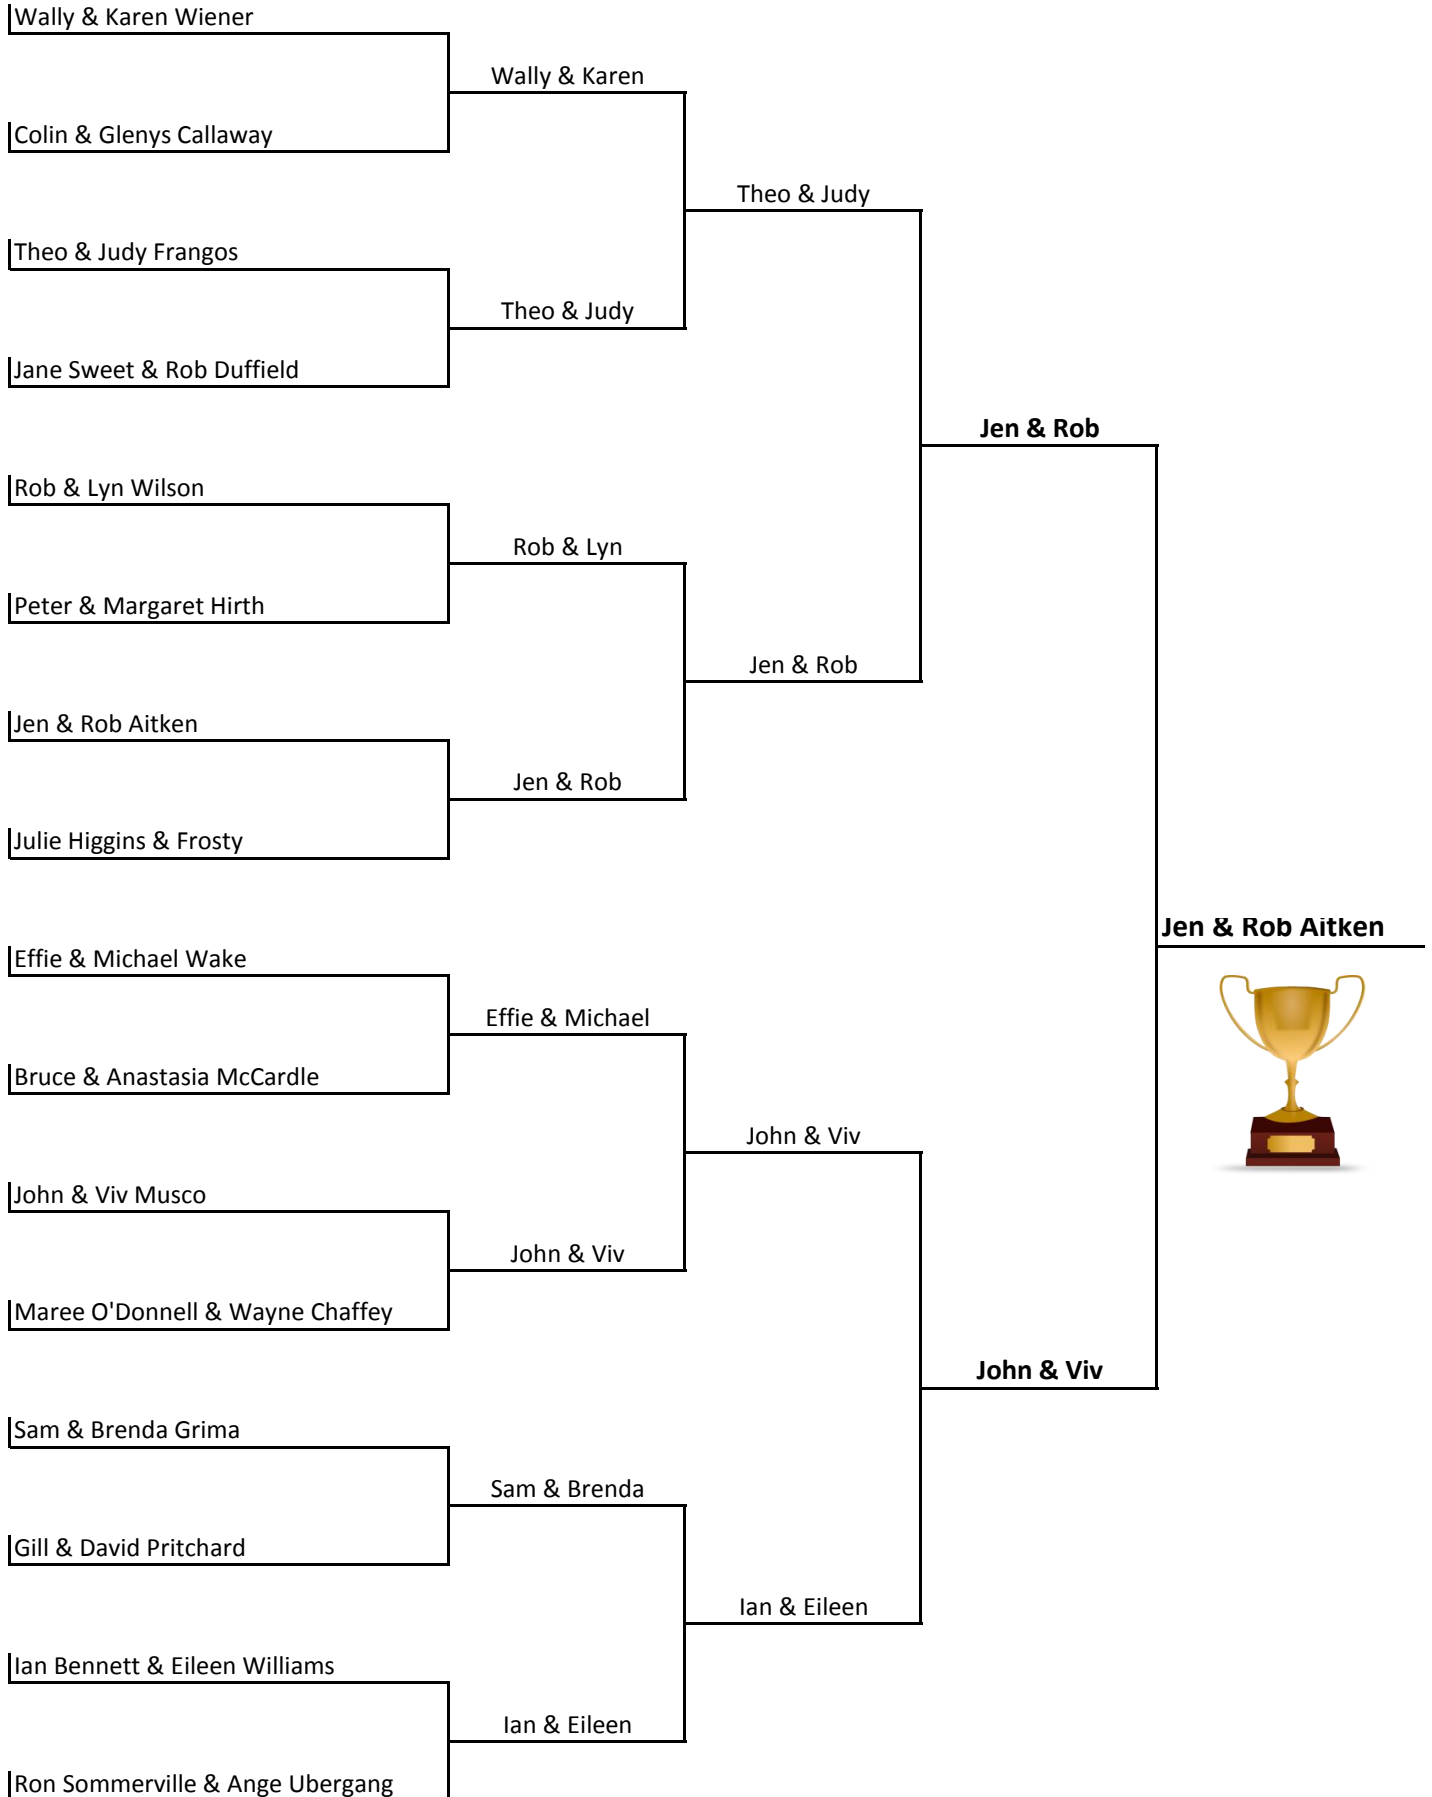 Wally & Karen Wiener
Wally & Karen
Colin & Glenys Callaway
Theo & Judy
Theo & Judy Frangos
Theo & Judy
Jane Sweet & Rob Duffield
Jen & Rob
Rob & Lyn Wilson
Rob & Lyn
Peter & Margaret Hirth
Jen & Rob
Jen & Rob Aitken
Jen & Rob
Julie Higgins & Frosty
Jen & Rob Aitken
Effie & Michael Wake
Effie & Michael
Bruce & Anastasia McCardle
John & Viv
John & Viv Musco
John & Viv
Maree O'Donnell & Wayne Chaffey
John & Viv
Sam & Brenda Grima
Sam & Brenda
Gill & David Pritchard
Ian & Eileen
Ian Bennett & Eileen Williams
Ian & Eileen
Ron Sommerville & Ange Ubergang